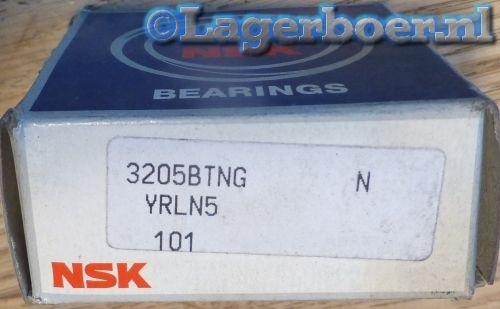 ©Lagerboer.nl
NSK
BEARINGS
3205BTNG N
YRLN5
101
NSK